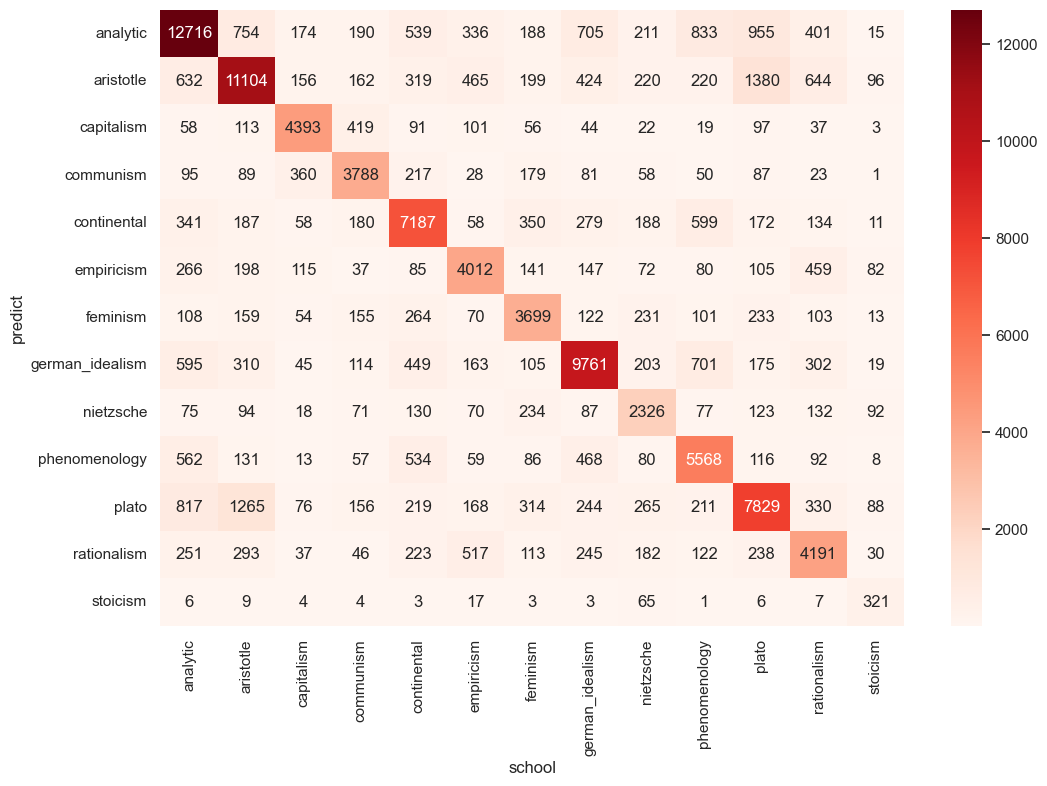 analytic 12716 754 174 190 539 336 188 705 211 833 955 401 15
aristotle 632 11104 156 162 319 465 199 424 220 220 1380 644 96
capitalism 58 113 4393 419 91 101 56 44 22 19 97 37 3
communism 95 89 360 3788 217 28 179 81 58 50 87 23 1
continental 341 187 58 180 7187 58 350 279 188 599 172 134 11
empiricism 266 198 115 37 85 4012 141 147 72 80 105 459 82
feminism 108 159 54 155 264 70 3699 122 231 101 233 103 13
german_idealism 595 310 45 114 449 163 105 9761 203 701 175 302 19
nietzsche 75 94 18 71 130 70 234 87 2326 77 123 132 92
phenomenology 562 131 13 57 534 59 86 468 80 5568 116 92 8
plato 817 1265 76 156 219 168 314 244 265 211 7829 330 88
rationalism 251 293 37 46 223 517 113 245 182 122 238 4191 30
stoicism 6 9 4 4 3 17 3 3 65 1 6 7 321
predict
analytic aristotle capitalism communism continental empiricism feminism german_idealism nietzsche phenomenology plato rationalism stoicism
school
12000
10000
8000
6000
4000
2000